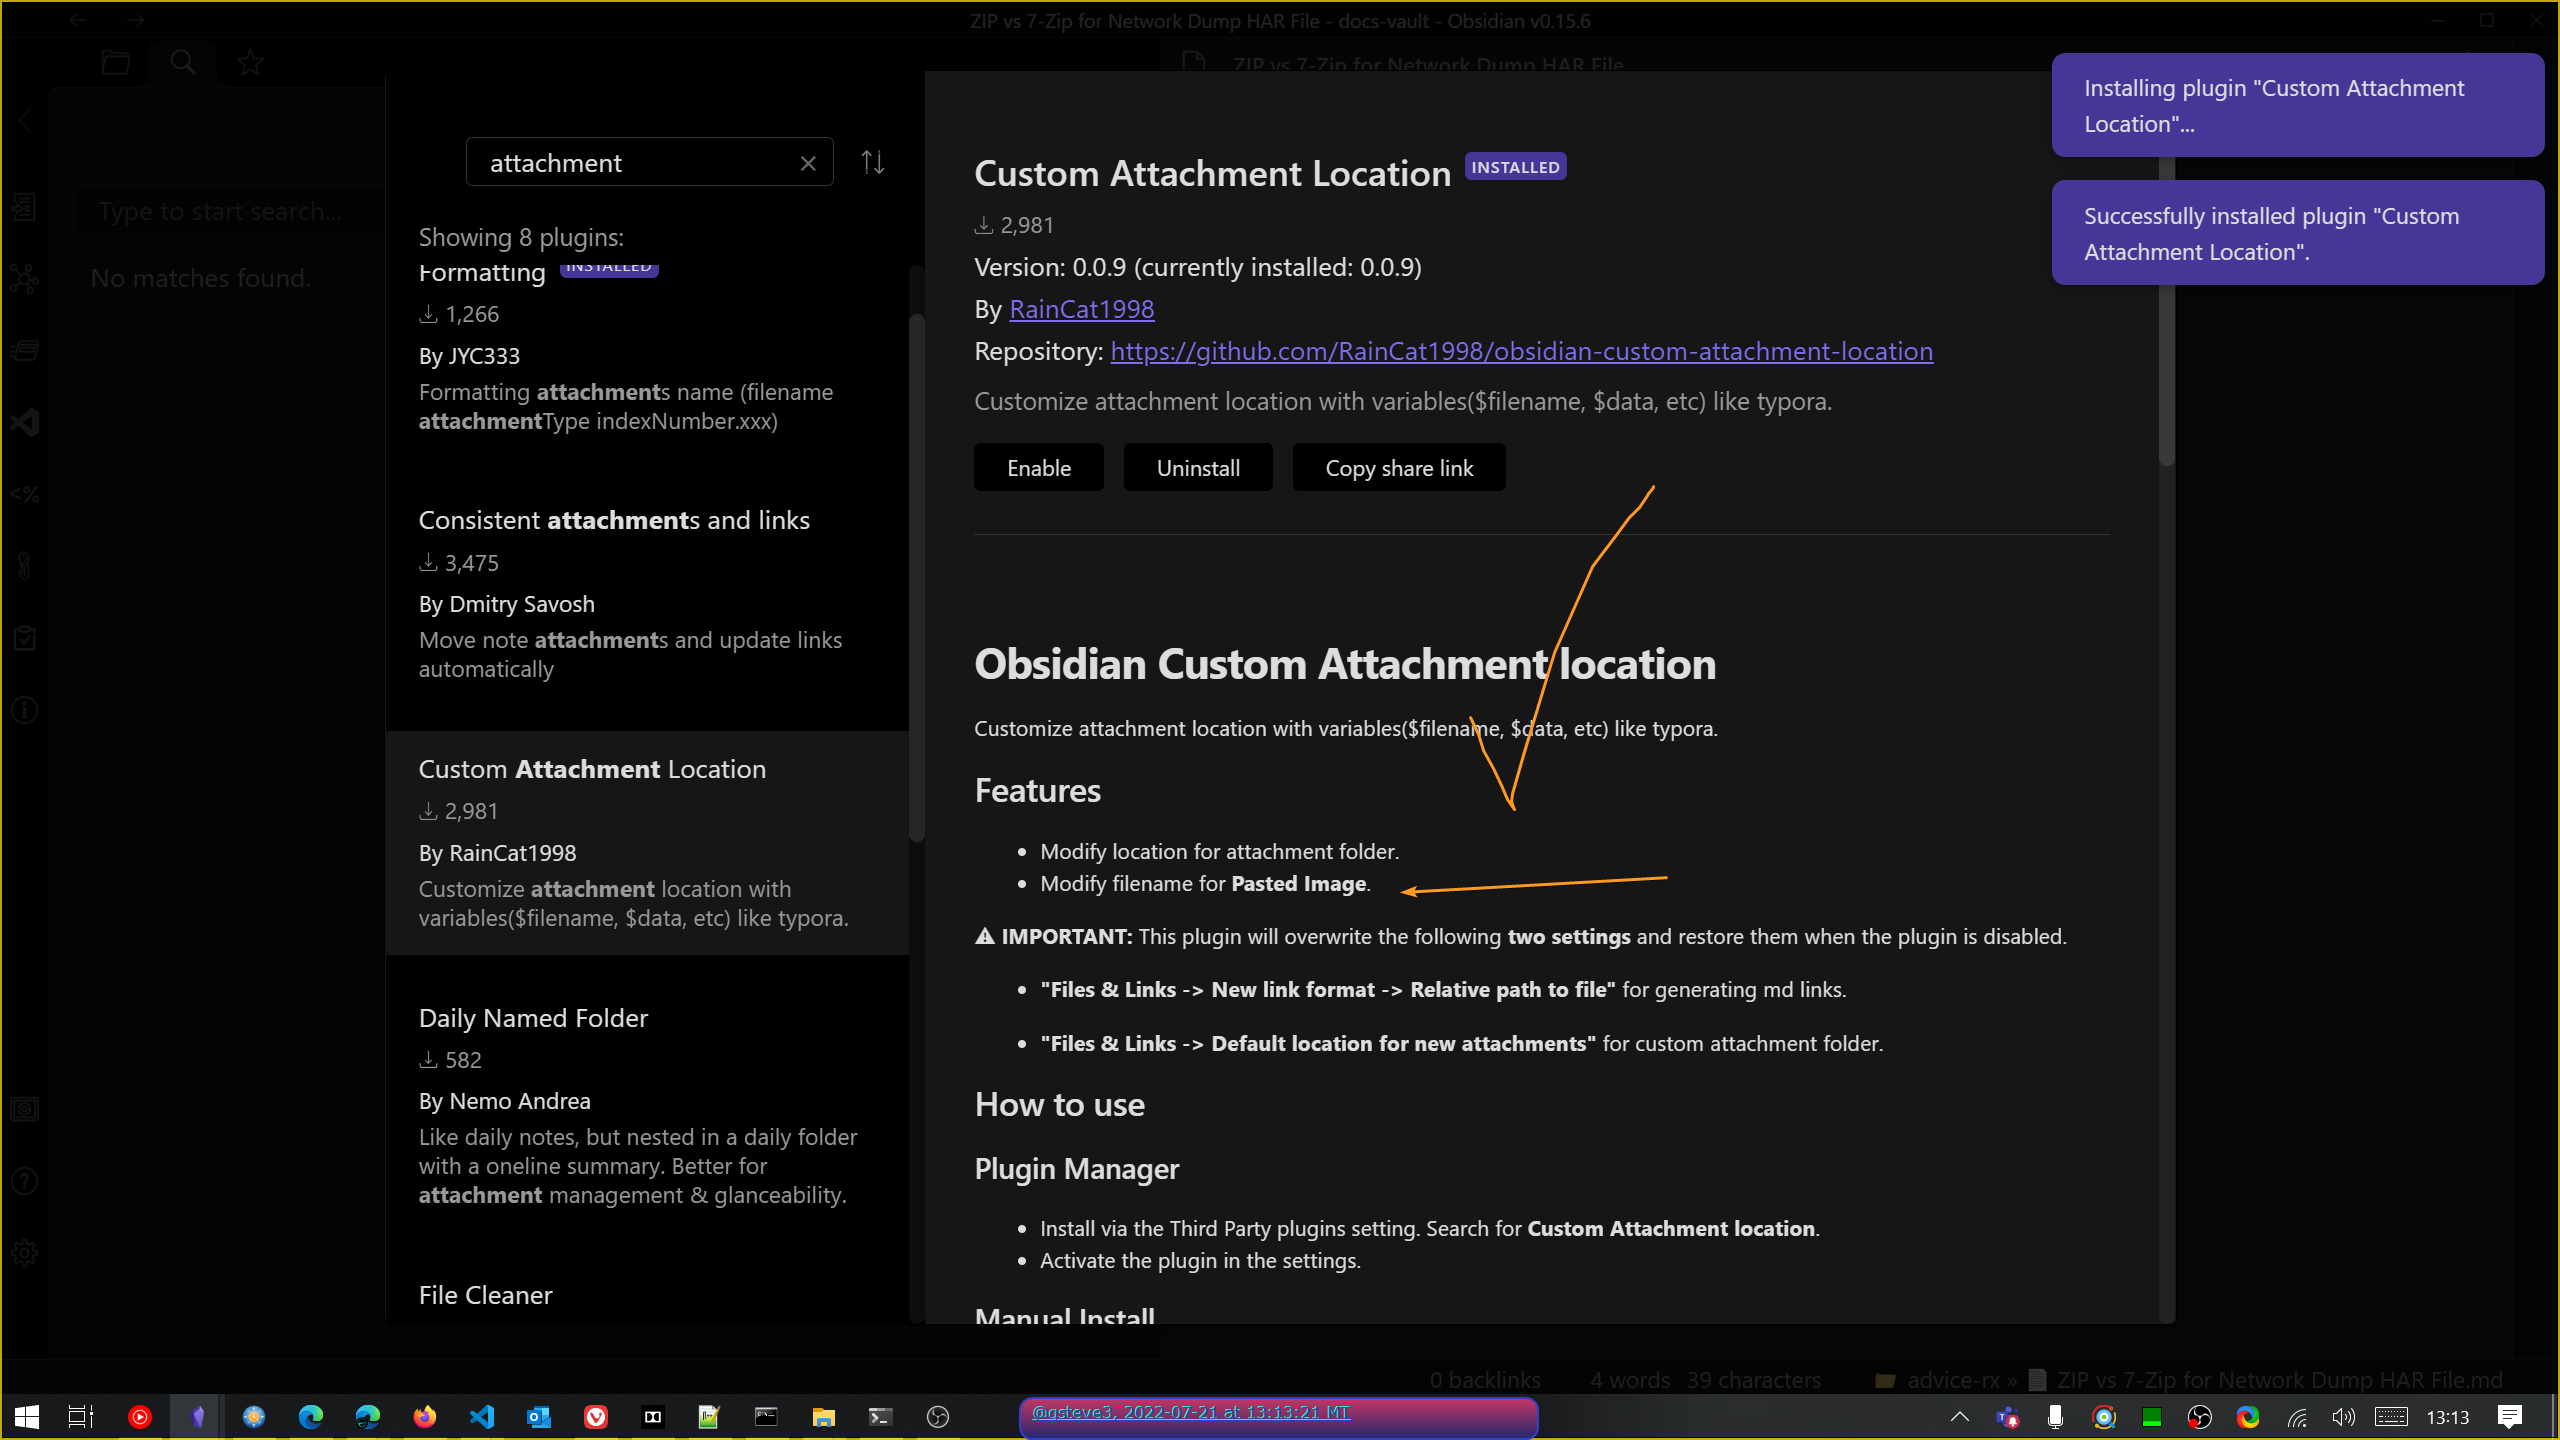 ZIP vs 7-Zip for Network Dump HAR File - docs-vault - Obsidian v0.15.6
ZIP vs 7-Zip for Network Dump HAR File
Type to start search...
No matches found.
attachment
Showing 8 plugins:
Formatting INSTALLED
1,266
By JYC333
Formatting attachments name (filename
attachmentType indexNumber.xxx)
Consistent attachments and links
3,475
By Dmitry Savosh
Move note attachments and update links
automatically
Custom Attachment Location
2,981
By RainCat1998
Customize attachment location with
variables($filename, $data, etc) like typora.
Daily Named Folder
582
By Nemo Andrea
Like daily notes, but nested in a daily folder
with a oneline summary. Better for
attachment management & glanceability.
File Cleaner
Custom Attachment Location INSTALLED
2,981
Version: 0.0.9 (currently installed: 0.0.9)
By RainCat1998
Repository: https://github.com/RainCat1998/obsidian-custom-attachment-location
Customize attachment location with variables($filename, $data, etc) like typora.
Enable Uninstall Copy share link
Obsidian Custom Attachment location
Customize attachment location with variables($filename, $data, etc) like typora.
Features
• Modify location for attachment folder.
• Modify filename for Pasted Image.
⚠ IMPORTANT: This plugin will overwrite the following two settings and restore them when the plugin is disabled.
• "Files & Links -> New link format -> Relative path to file" for generating md links.
• "Files & Links -> Default location for new attachments" for custom attachment folder.
How to use
Plugin Manager
• Install via the Third Party plugins setting. Search for Custom Attachment location.
• Activate the plugin in the settings.
Manual Install
Installing plugin "Custom Attachment
Location"...
Successfully installed plugin "Custom
Attachment Location".
0 backlinks 4 words 39 characters advice-rx » ZIP vs 7-Zip for Network Dump HAR File.md
@qsteve3, 2022-07-21 at 13:13:21 MT
13:13